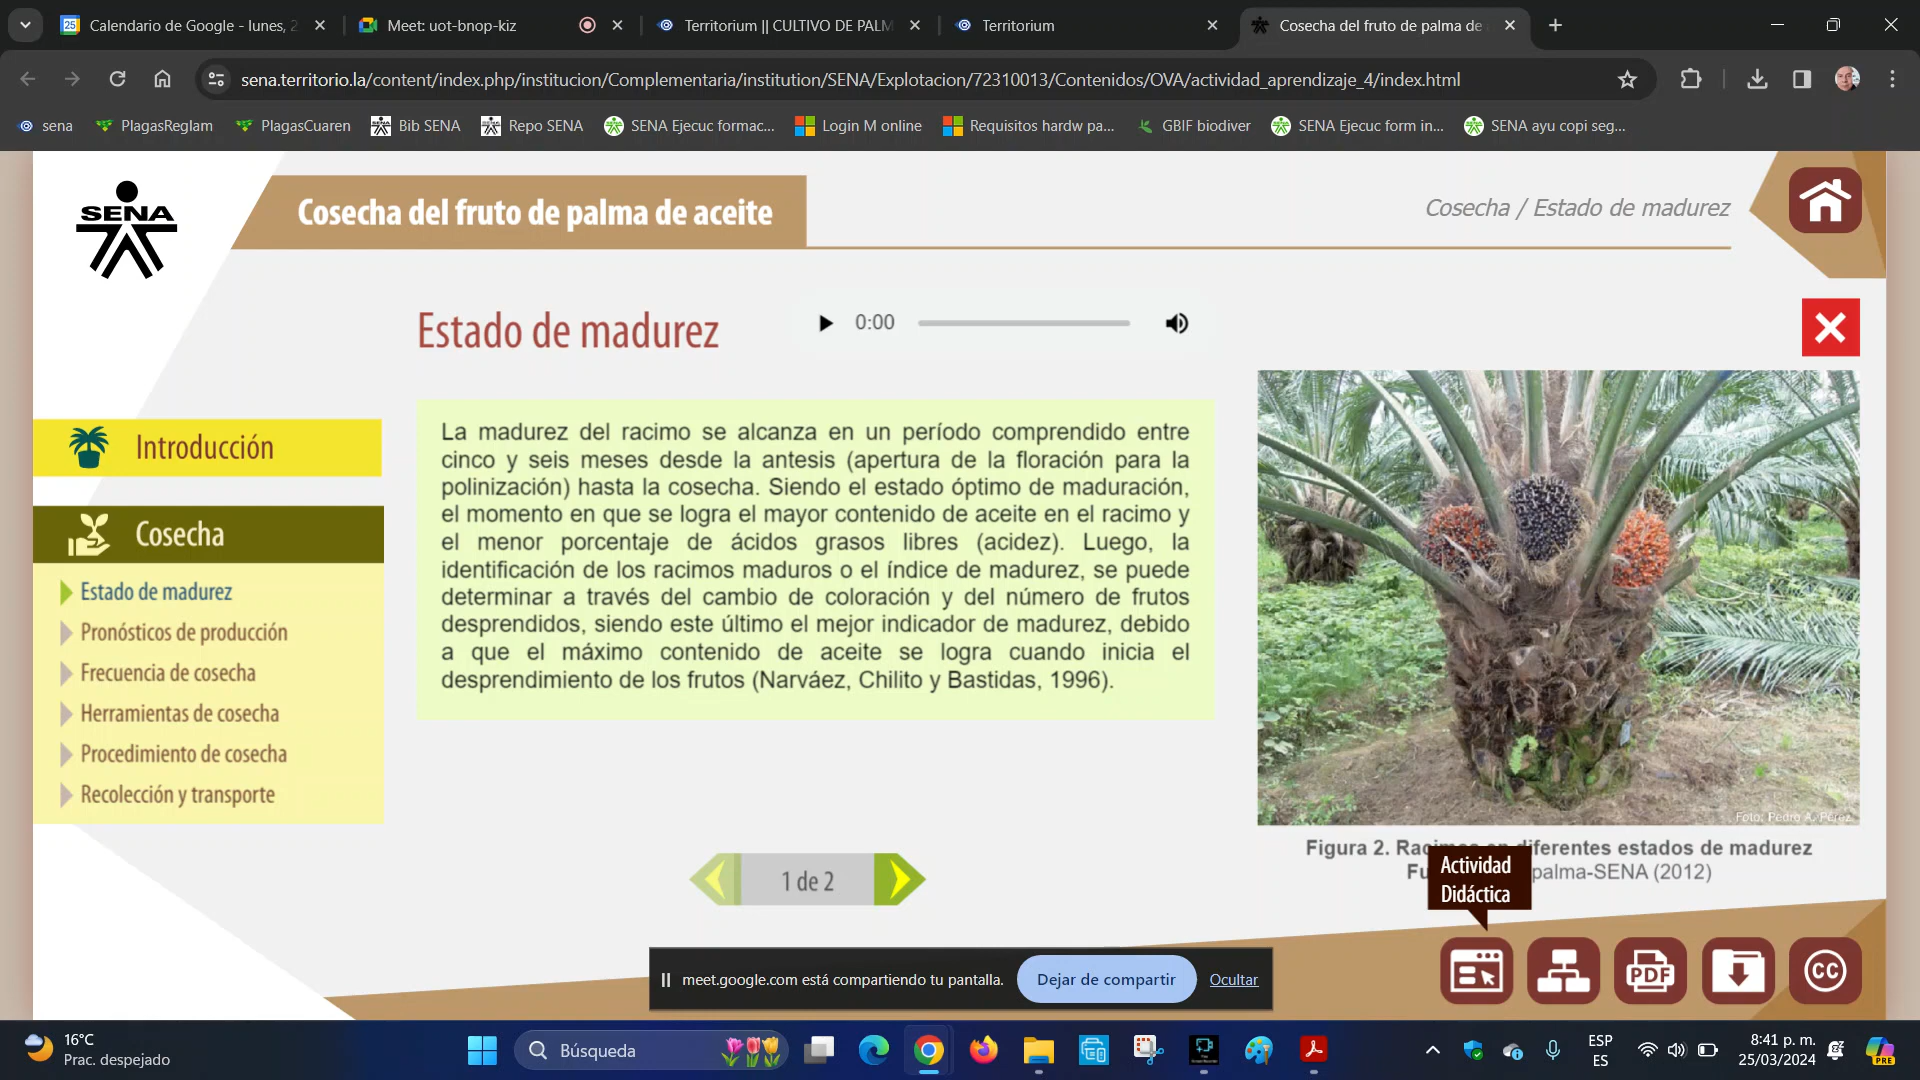 Calendario de Google - lunes, 2
Meet: uot-bnop-kiz
Territorium || CULTIVO DE PALM
Territorium
Cosecha del fruto de palma de
sena.territorio.la/content/index.php/institucion/Complementaria/institution/SENA/Explotacion/72310013/Contenidos/OVA/actividad_aprendizaje_4/index.html
sena
PlagasReglam
PlagasCuaren
Bib SENA
Repo SENA
SENA Ejecuc formac...
Login M online
Requisitos hardw pa...
GBIF biodiver
SENA Ejecuc form in...
SENA ayu copi seg...
SENA
Cosecha del fruto de palma de aceite
Cosecha / Estado de madurez
Estado de madurez
0:00
Introducción
Cosecha
Estado de madurez
Pronósticos de producción
Frecuencia de cosecha
Herramientas de cosecha
Procedimiento de cosecha
Recolección y transporte
La madurez del racimo se alcanza en un período comprendido entre
cinco y seis meses desde la antesis (apertura de la floración para la
polinización) hasta la cosecha. Siendo el estado óptimo de maduración,
el momento en que se logra el mayor contenido de aceite en el racimo y
el menor porcentaje de ácidos grasos libres (acidez). Luego, la
identificación de los racimos maduros o el índice de madurez, se puede
determinar a través del cambio de coloración y del número de frutos
desprendidos, siendo este último el mejor indicador de madurez, debido
a que el máximo contenido de aceite se logra cuando inicia el
desprendimiento de los frutos (Narváez, Chilito y Bastidas, 1996).
1 de 2
Foto: Pedro A. Pérez
Figura 2. diferentes estados de madurez
palma-SENA (2012)
Actividad
Didáctica
PDF
CC
meet.google.com está compartiendo tu pantalla.
Dejar de compartir
Ocultar
16°C
Prac. despejado
Búsqueda
ESP
ES
8:41 p. m.
25/03/2024
PRE